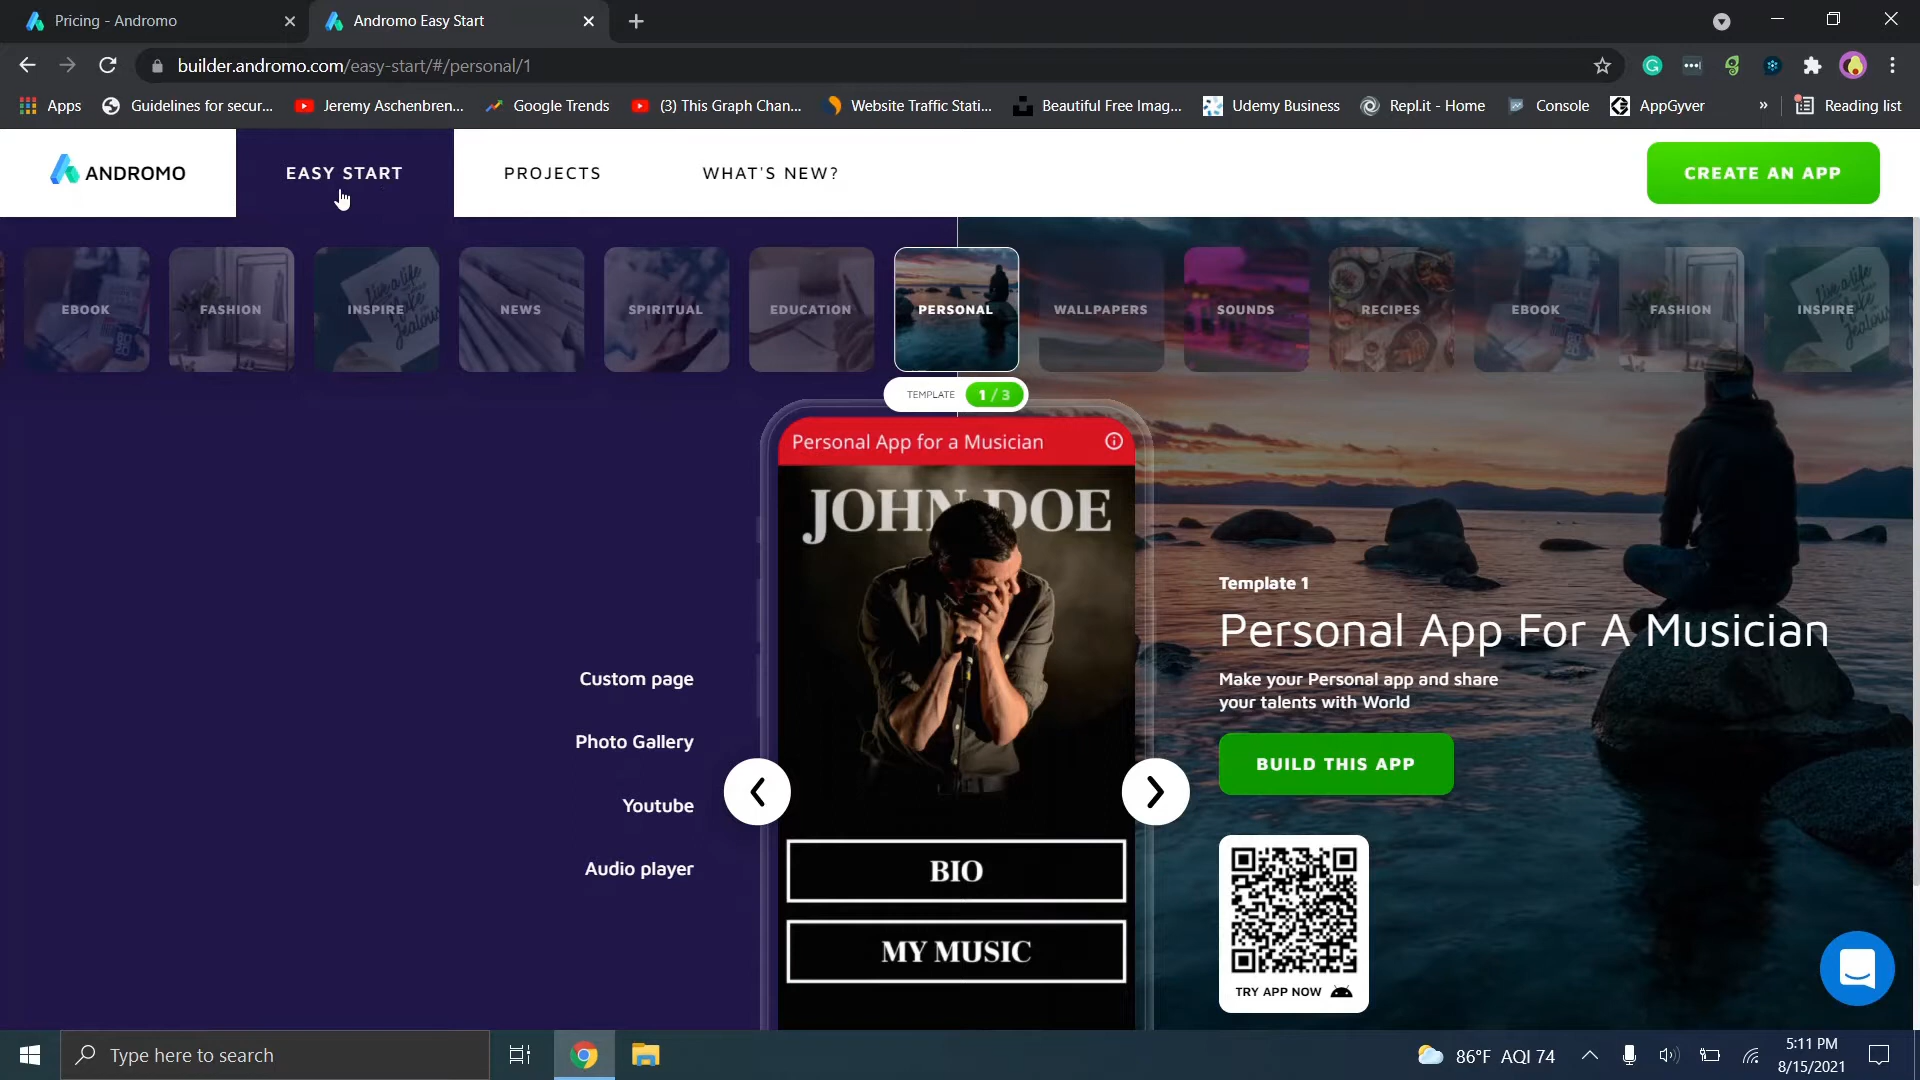 Pricing - Andromo
Andromo Easy Start
builder.andromo.com/easy-start/#/personal/1
Apps
Guidelines for secur...
Jeremy Aschenbren...
Google Trends
(3) This Graph Chan...
Website Traffic Stati...
Beautiful Free Imag...
Udemy Business
Repl.it - Home
Console
AppGyver
»
Reading list
ANDROMO
EASY START
PROJECTS
WHAT'S NEW?
CREATE AN APP
EBOOK
FASHION
INSPIRE
NEWS
SPIRITUAL
EDUCATION
PERSONAL
WALLPAPERS
SOUNDS
RECIPES
EBOOK
FASHION
INSPIRE
TEMPLATE 1 / 3
Personal App for a Musician
JOHN DOE
Custom page
Photo Gallery
Youtube
Audio player
BIO
MY MUSIC
Template 1
Personal App For A Musician
Make your Personal app and share
your talents with World
BUILD THIS APP
TRY APP NOW
Type here to search
86°F AQI 74
5:11 PM
8/15/2021